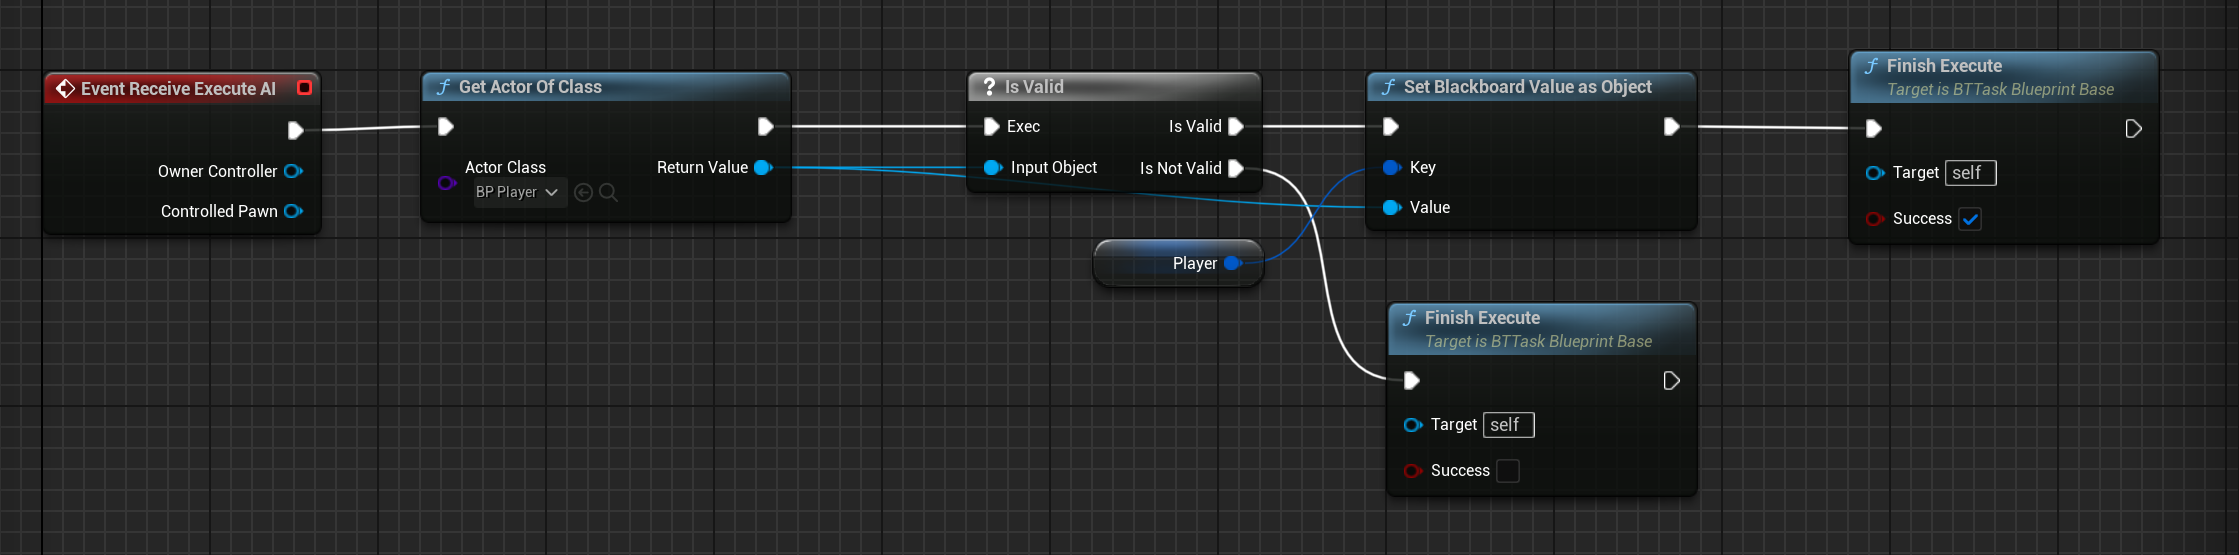 Event Receive Execute AI
Owner Controller
Controlled Pawn
f Get Actor Of Class
Actor Class
BP Player
Return Value
? Is Valid
Exec
Is Valid
Input Object
Is Not Valid
Player
f Set Blackboard Value as Object
Key
Value
f Finish Execute
Target is BTTask Blueprint Base
Target self
Success
f Finish Execute
Target is BTTask Blueprint Base
Target self
Success